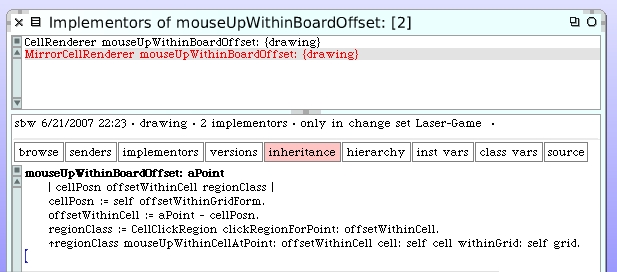 Implementors of mouseUpWithinBoardOffset: [2]
CellRenderer mouseUpWithinBoardOffset: {drawing}
MirrorCellRenderer mouseUpWithinBoardOffset: {drawing}
sbw 6/21/2007 22:23 · drawing · 2 implementors · only in change set Laser-Game ·
browse senders implementors versions inheritance hierarchy inst vars class vars source
mouseUpWithinBoardOffset: aPoint
| cellPosn offsetWithinCell regionClass |
cellPosn := self offsetWithinGridForm.
offsetWithinCell := aPoint - cellPosn.
regionClass := CellClickRegion clickRegionForPoint: offsetWithinCell.
↑regionClass mouseUpWithinCellAtPoint: offsetWithinCell cell: self cell withinGrid: self grid.
[